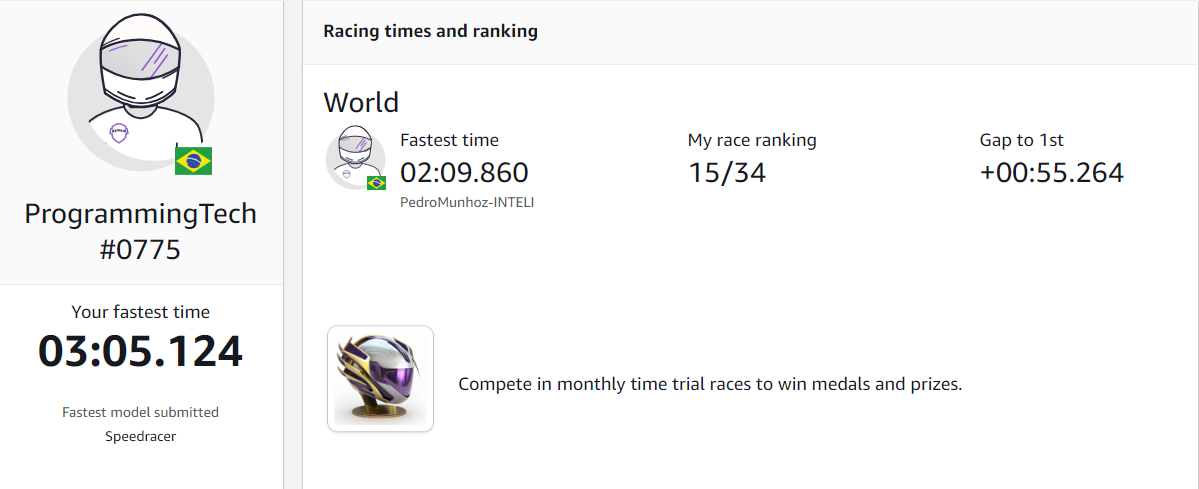 ProgrammingTech
#0775
Your fastest time
03:05.124
Fastest model submitted
Speedracer
Racing times and ranking
World
Fastest time
02:09.860
PedroMunhoz-INTELI
My race ranking
15/34
Gap to 1st
+00:55.264
Compete in monthly time trial races to win medals and prizes.